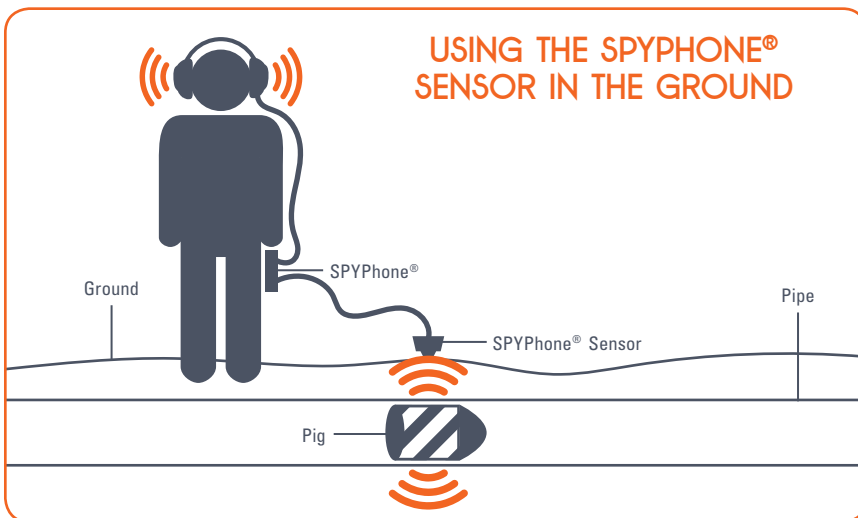 USING THE SPYPHONE®
SENSOR IN THE GROUND
SPYPhone®
Ground
Pipe
SPYPhone® Sensor
Pig